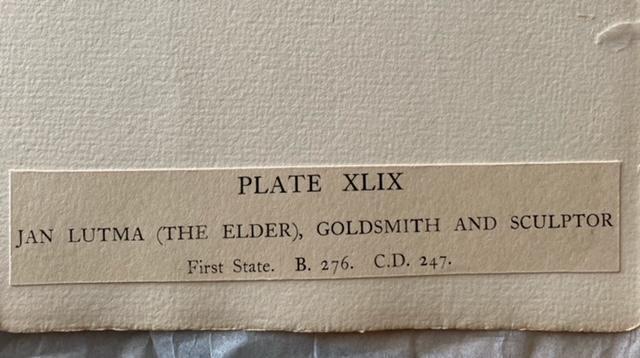 PLATE XLIX
JAN LUTMA (THE ELDER), GOLDSMITH AND SCULPTOR
First State. B. 276. C.D. 247.